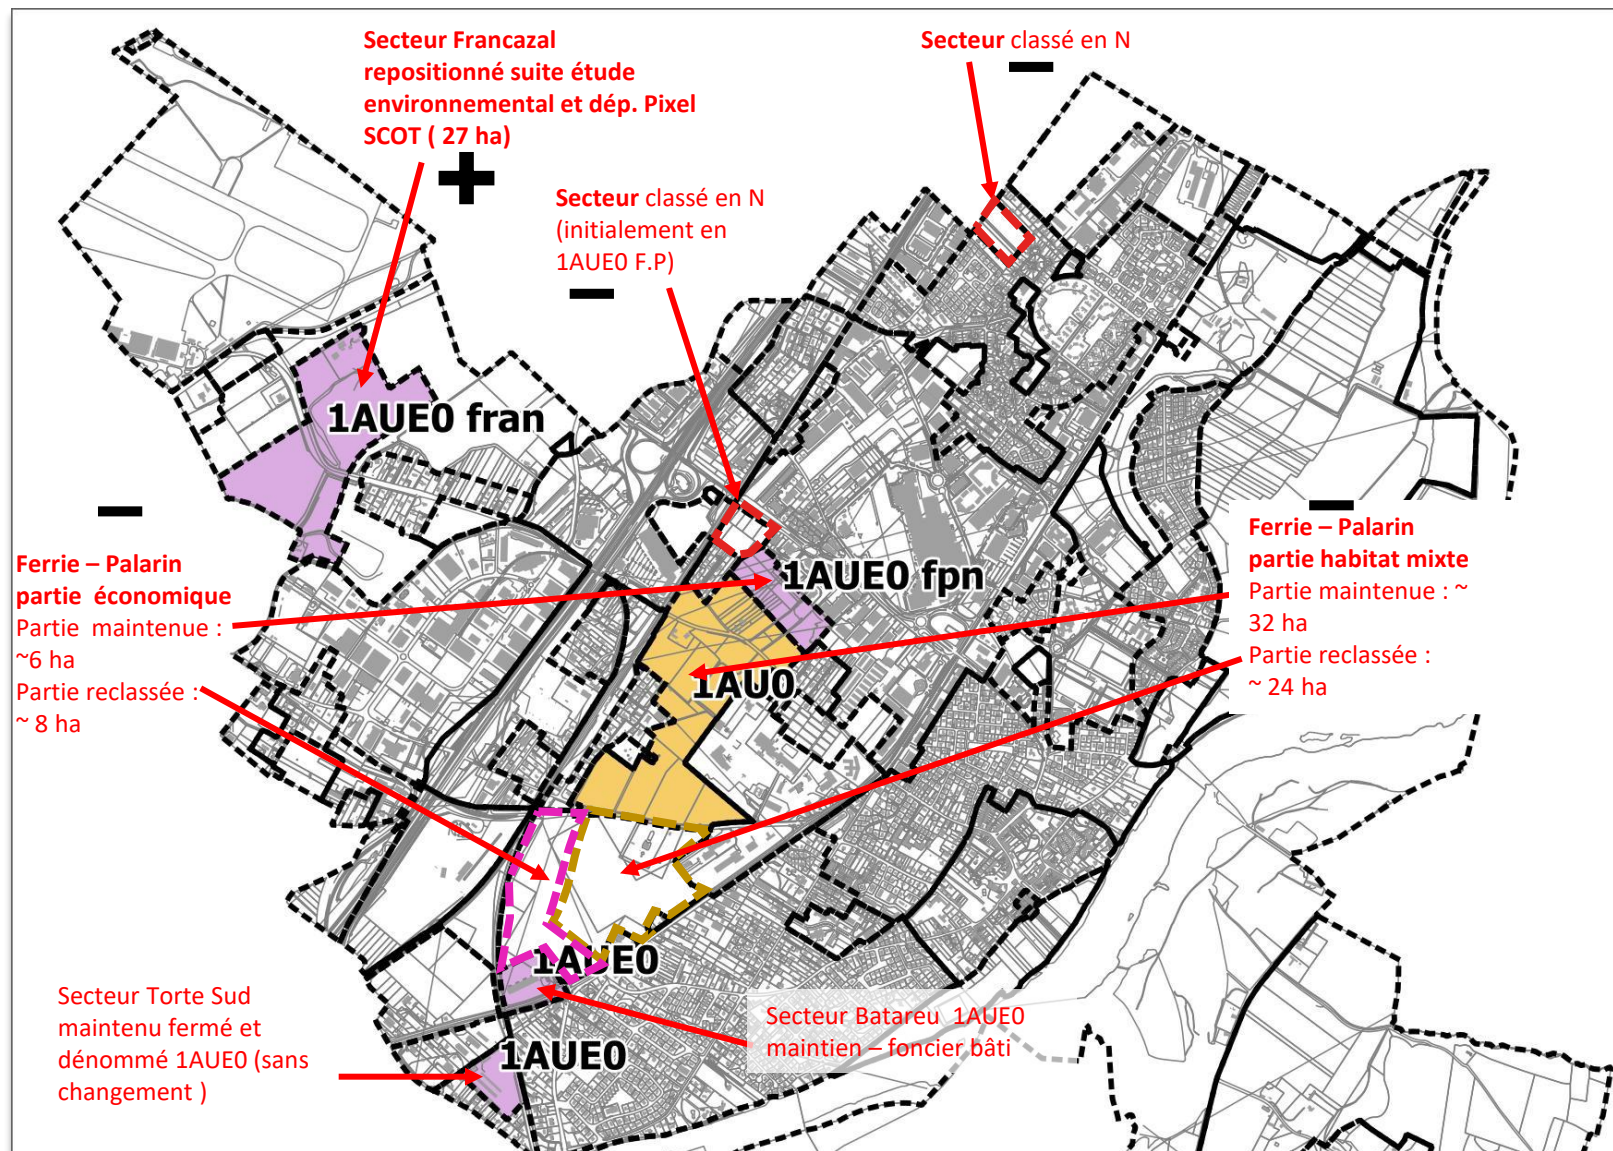 Secteur Francazal
repositionné suite étude
environnemental et dép. Pixel
SCOT ( 27 ha)
Secteur classé en N
Secteur classé en N
(initialement en
1AUE0 F.P)
1AUE0 fran
Ferrie – Palarin
partie économique
Partie maintenue :
~6 ha
Partie reclassée :
~ 8 ha
1AUE0 fpn
1AU0
Ferrie – Palarin
partie habitat mixte
Partie maintenue : ~
32 ha
Partie reclassée :
~ 24 ha
1AUE0
Secteur Torte Sud
maintenu fermé et
dénommé 1AUE0 (sans
changement )
1AUE0
Secteur Batareu 1AUE0
maintien – foncier bâti